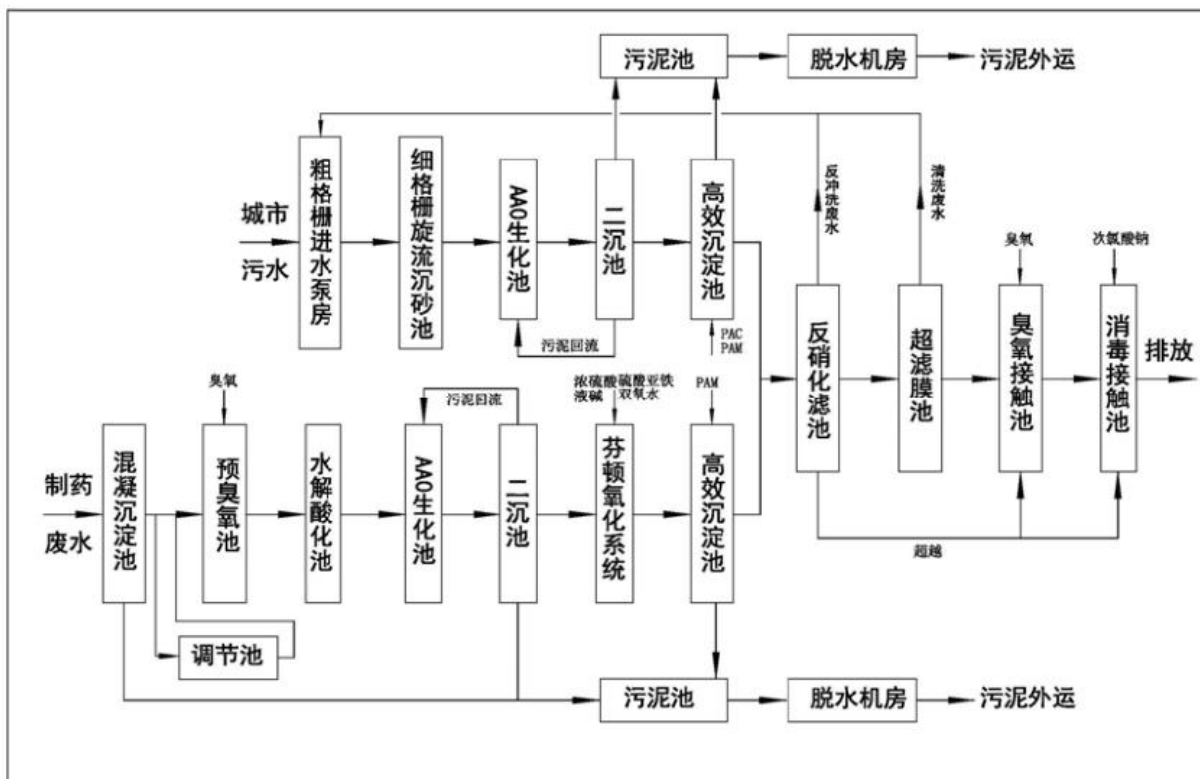 污泥池
脱水机房
污泥外运
城市
污水
粗格栅进水泵房
细格栅旋流沉砂池
AAO生化池
二沉池
高效沉淀池
污泥回流
PAC
PAM
反冲洗废水
清洗废水
臭氧
次氯酸钠
反硝化滤池
超滤膜池
臭氧接触池
消毒接触池
排放
超越
制药
废水
混凝沉淀池
臭氧
预臭氧池
水解酸化池
AAO生化池
污泥回流
二沉池
浓硫酸硫酸亚铁
液碱 双氧水
芬顿氧化系统
PAM
高效沉淀池
调节池
污泥池
脱水机房
污泥外运